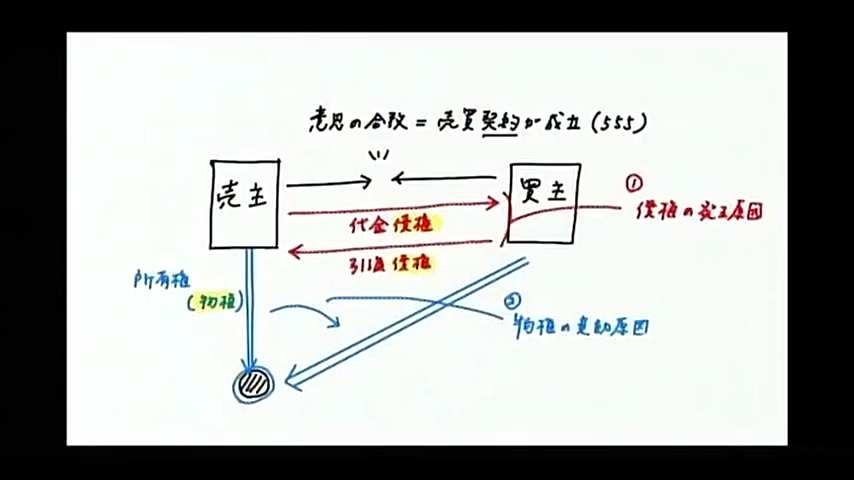 意思の合致 = 売買契約が成立 (555)
売主
買主
①
債権の発生原因
代金債権
引渡債権
所有権
(物権)
②
物権の変動原因